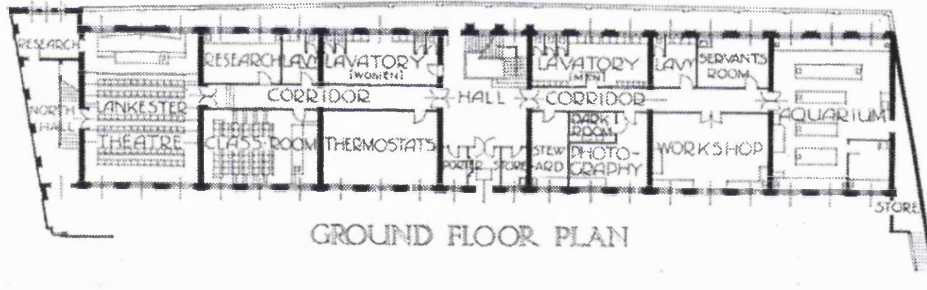 RESEARCH
NORTH
HALL
LANKESTER
THEATRE
RESEARCH
LAVY
LAVATORY
(WOMEN)
CORRIDOR
CLASS-ROOM
THERMOSTATS
HALL
PORTER
STORE
LAVATORY
(MEN)
LAVY
SERVANTS
ROOM
CORRIDOR
DARK
ROOM
STEW-
ARD
PHOTO-
GRAPHY
WORKSHOP
AQUARIUM
STORE
GROUND FLOOR PLAN